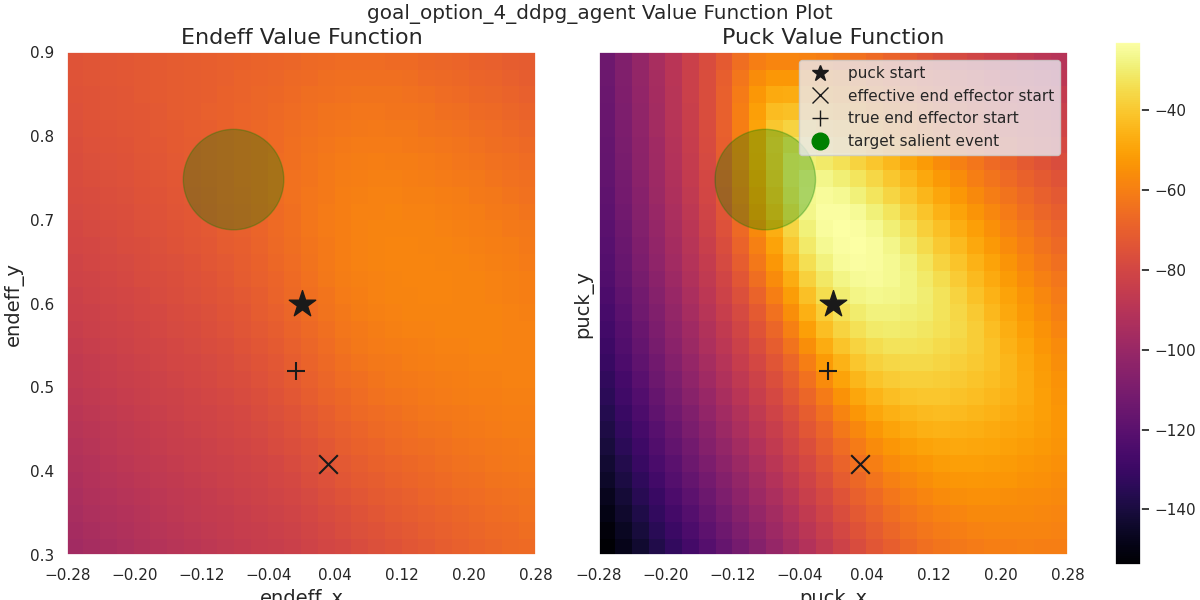 goal_option_4_ddpg_agent Value Function Plot
Endeff Value Function
Puck Value Function
puck start
effective end effector start
true end effector start
target salient event
endeff_y
0.9
0.8
0.7
0.6
0.5
0.4
0.3
−0.28 −0.20 −0.12 −0.04 0.04 0.12 0.20 0.28
endeff_x
puck_y
−0.28 −0.20 −0.12 −0.04 0.04 0.12 0.20 0.28
puck_x
−40
−60
−80
−100
−120
−140